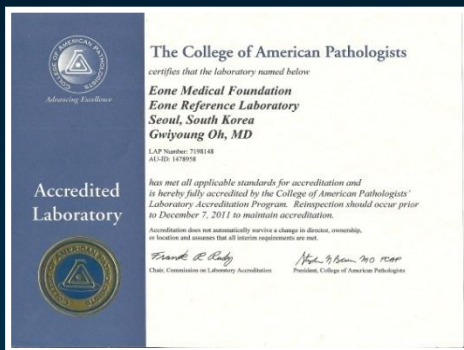 COLLEGE OF AMERICAN PATHOLOGISTS
Advancing Excellence
Accredited
Laboratory
The College of American Pathologists
certifies that the laboratory named below
Eone Medical Foundation
Eone Reference Laboratory
Seoul, South Korea
Gwiyoung Oh, MD
LAP Number: 7198148
AU-ID: 1478958
has met all applicable standards for accreditation and
is hereby fully accredited by the College of American Pathologists'
Laboratory Accreditation Program. Reinspection should occur prior
to December 7, 2011 to maintain accreditation.
Accreditation does not automatically survive a change in director, ownership,
or location and assumes that all interim requirements are met.
Chair, Commission on Laboratory Accreditation
President, College of American Pathologists